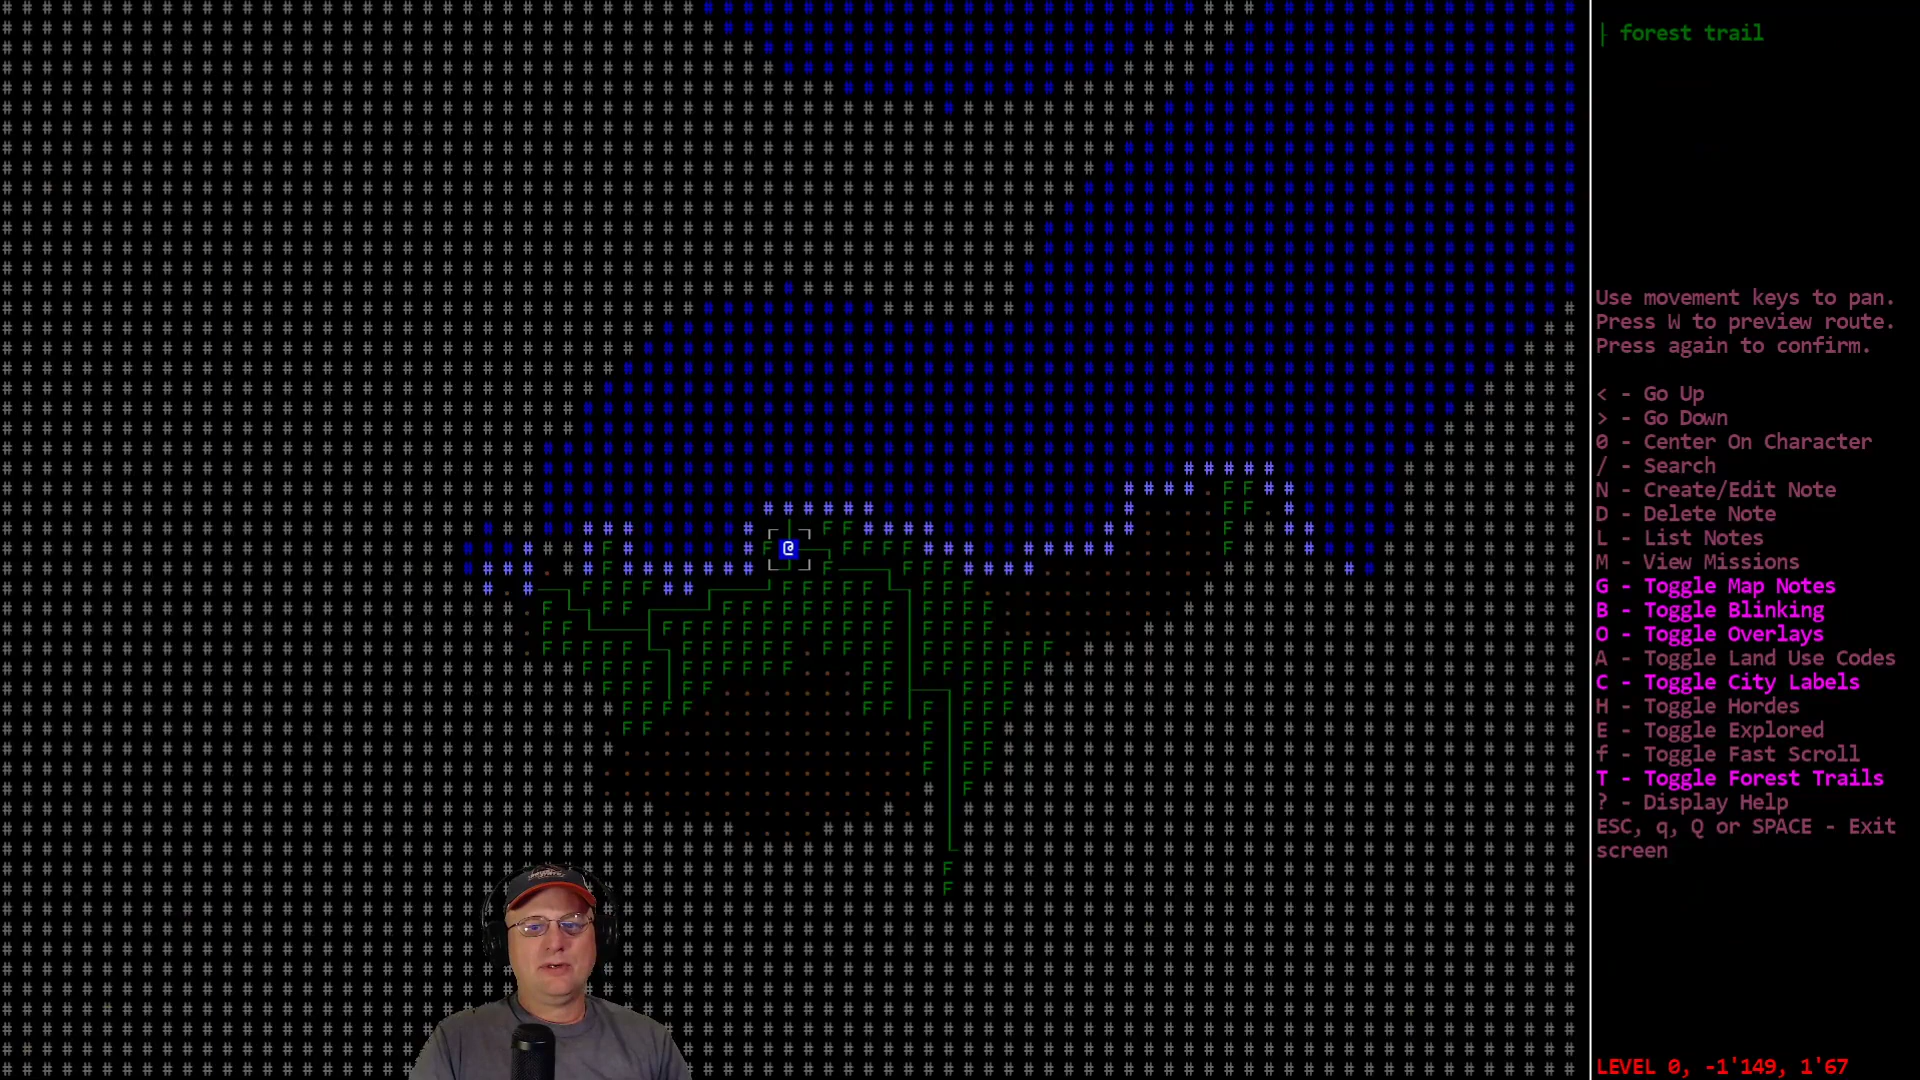 ├ forest trail
Use movement keys to pan.
Press W to preview route.
Press again to confirm.
< - Go Up
> - Go Down
0 - Center On Character
/ - Search
N - Create/Edit Note
D - Delete Note
L - List Notes
M - View Missions
G - Toggle Map Notes
B - Toggle Blinking
O - Toggle Overlays
A - Toggle Land Use Codes
C - Toggle City Labels
H - Toggle Hordes
E - Toggle Explored
f - Toggle Fast Scroll
T - Toggle Forest Trails
? - Display Help
ESC, q, Q or SPACE - Exit
screen
LEVEL 0, -1'149, 1'67